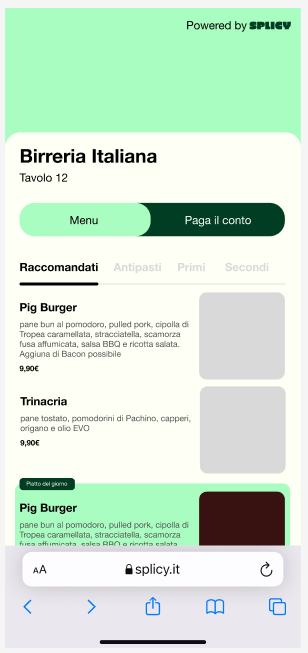 Powered by SPLICY
Birreria Italiana
Tavolo 12
Menu
Paga il conto
Raccomandati
Antipasti
Primi
Secondi
Pig Burger
pane bun al pomodoro, pulled pork, cipolla di
Tropea caramellata, stracciatella, scamorza
fusa affumicata, salsa BBQ e ricotta salata.
Aggiuna di Bacon possibile
9,90€
Trinacria
pane tostato, pomodorini di Pachino, capperi,
origano e olio EVO
9,90€
Piatto del giorno
Pig Burger
pane bun al pomodoro, pulled pork, cipolla di
Tropea caramellata, stracciatella, scamorza
fusa affumicata, salsa BBQ e ricotta salata.
AA
splicy.it